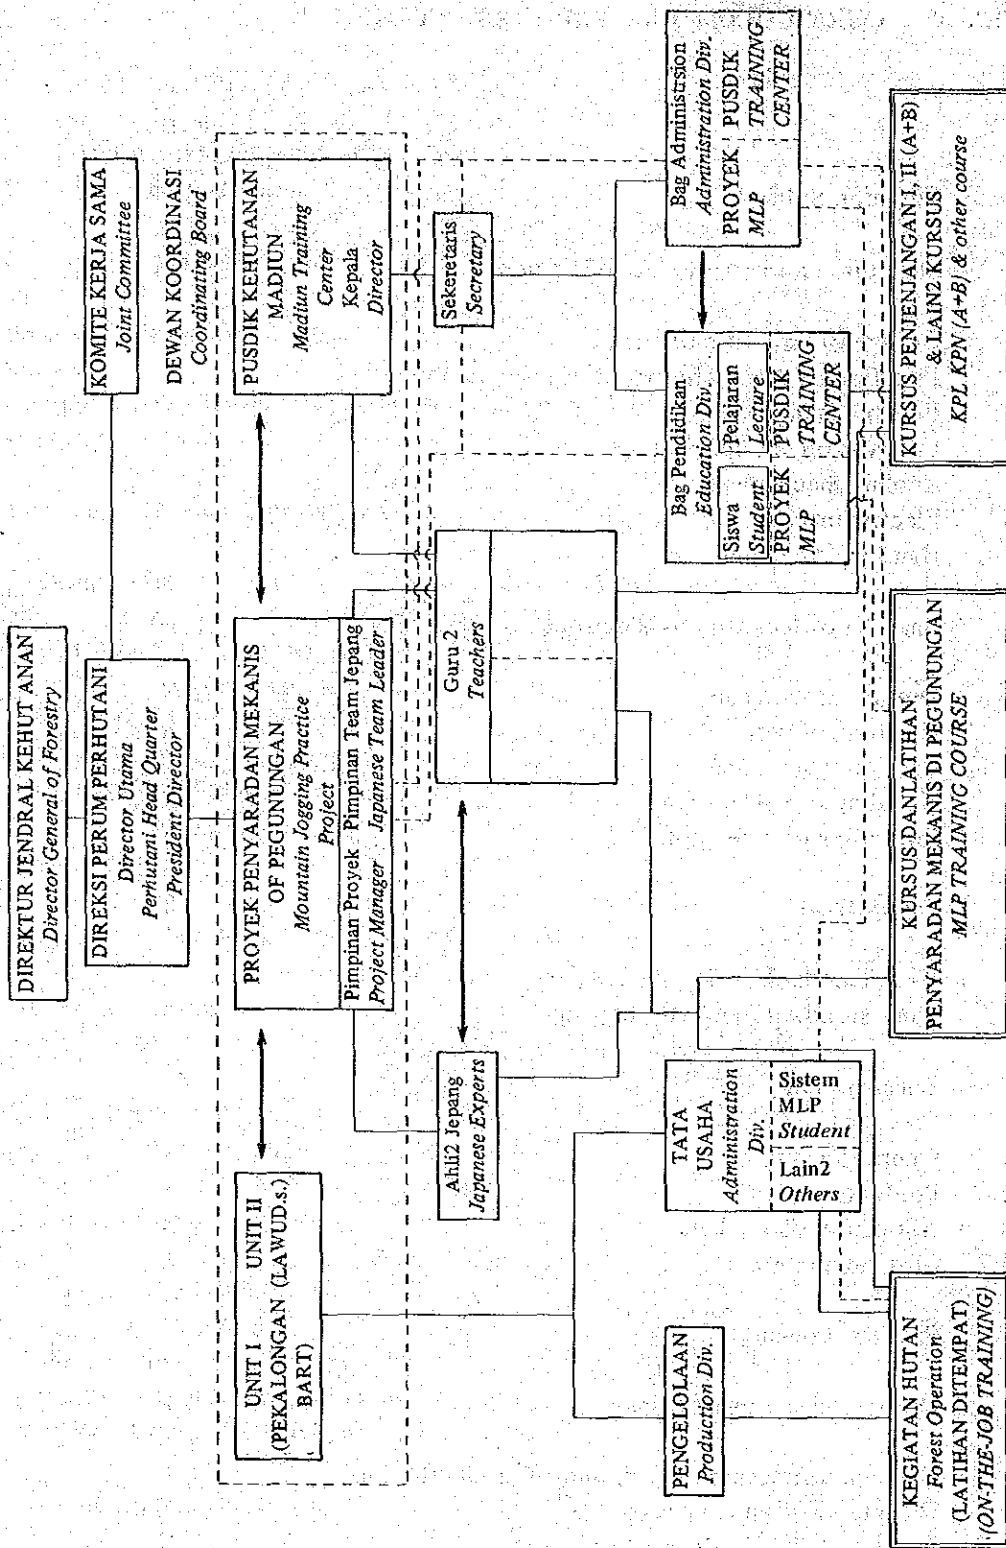 DIREKTUR JENDRAL KEHUT ANAN
Director General of Forestry
DIREKSI PERUM PERHUTANI
Director Utama
Perhutani Head Quarter
President Director
KOMITE KERJA SAMA
Joint Committee
DEWAN KOORDINASI
Coordinating Board
UNIT I UNIT II
(PEKALONGAN (LAWUD.s.)
BART)
PROYEK PENYARADAN MEKANIS
OF PEGUNUNGAN
Mountain Jogging Practice
Project
Pimpinan Proyek Pimpinan Team Jepang
Project Manager Japanese Team Leader
PUSDIK KEHUTANAN
MADIUN
Madiun Training
Center
Kepala
Director
Ahli2 Jepang
Japanese Experts
Guru 2
Teachers
Sekeretaris
Secretary
PENGELOLAAN
Production Div.
TATA
USAHA
Administration
Div.
Lain2
Others
Sistem
MLP
Student
Bag Pendidikan
Education Div.
Siswa
Student
Pelajaran
Lecture
PROYEK
MLP
PUSDIK
TRAINING
CENTER
Bag Administrsion
Administration Div.
PROYEK
MLP
PUSDIK
TRAINING
CENTER
KEGIATAN HUTAN
Forest Operation
(LATIHAN DITEMPAT)
(ON-THE-JOB TRAINING)
KURSUS DANLATIHAN
PENYARADAN MEKANIS DI PEGUNUNGAN
MLP TRAINING COURSE
KURSUS PENJENJANGAN I, II (A+B)
& LAIN2 KURSUS
KPL KPN (A+B) & other course